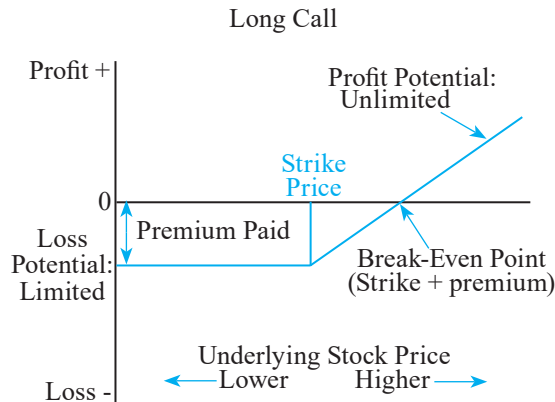 Long Call
Profit +
Profit Potential:
Unlimited
Strike
Price
0
Premium Paid
Loss
Potential:
Limited
Break-Even Point
(Strike + premium)
Underlying Stock Price
Lower
Higher
Loss -